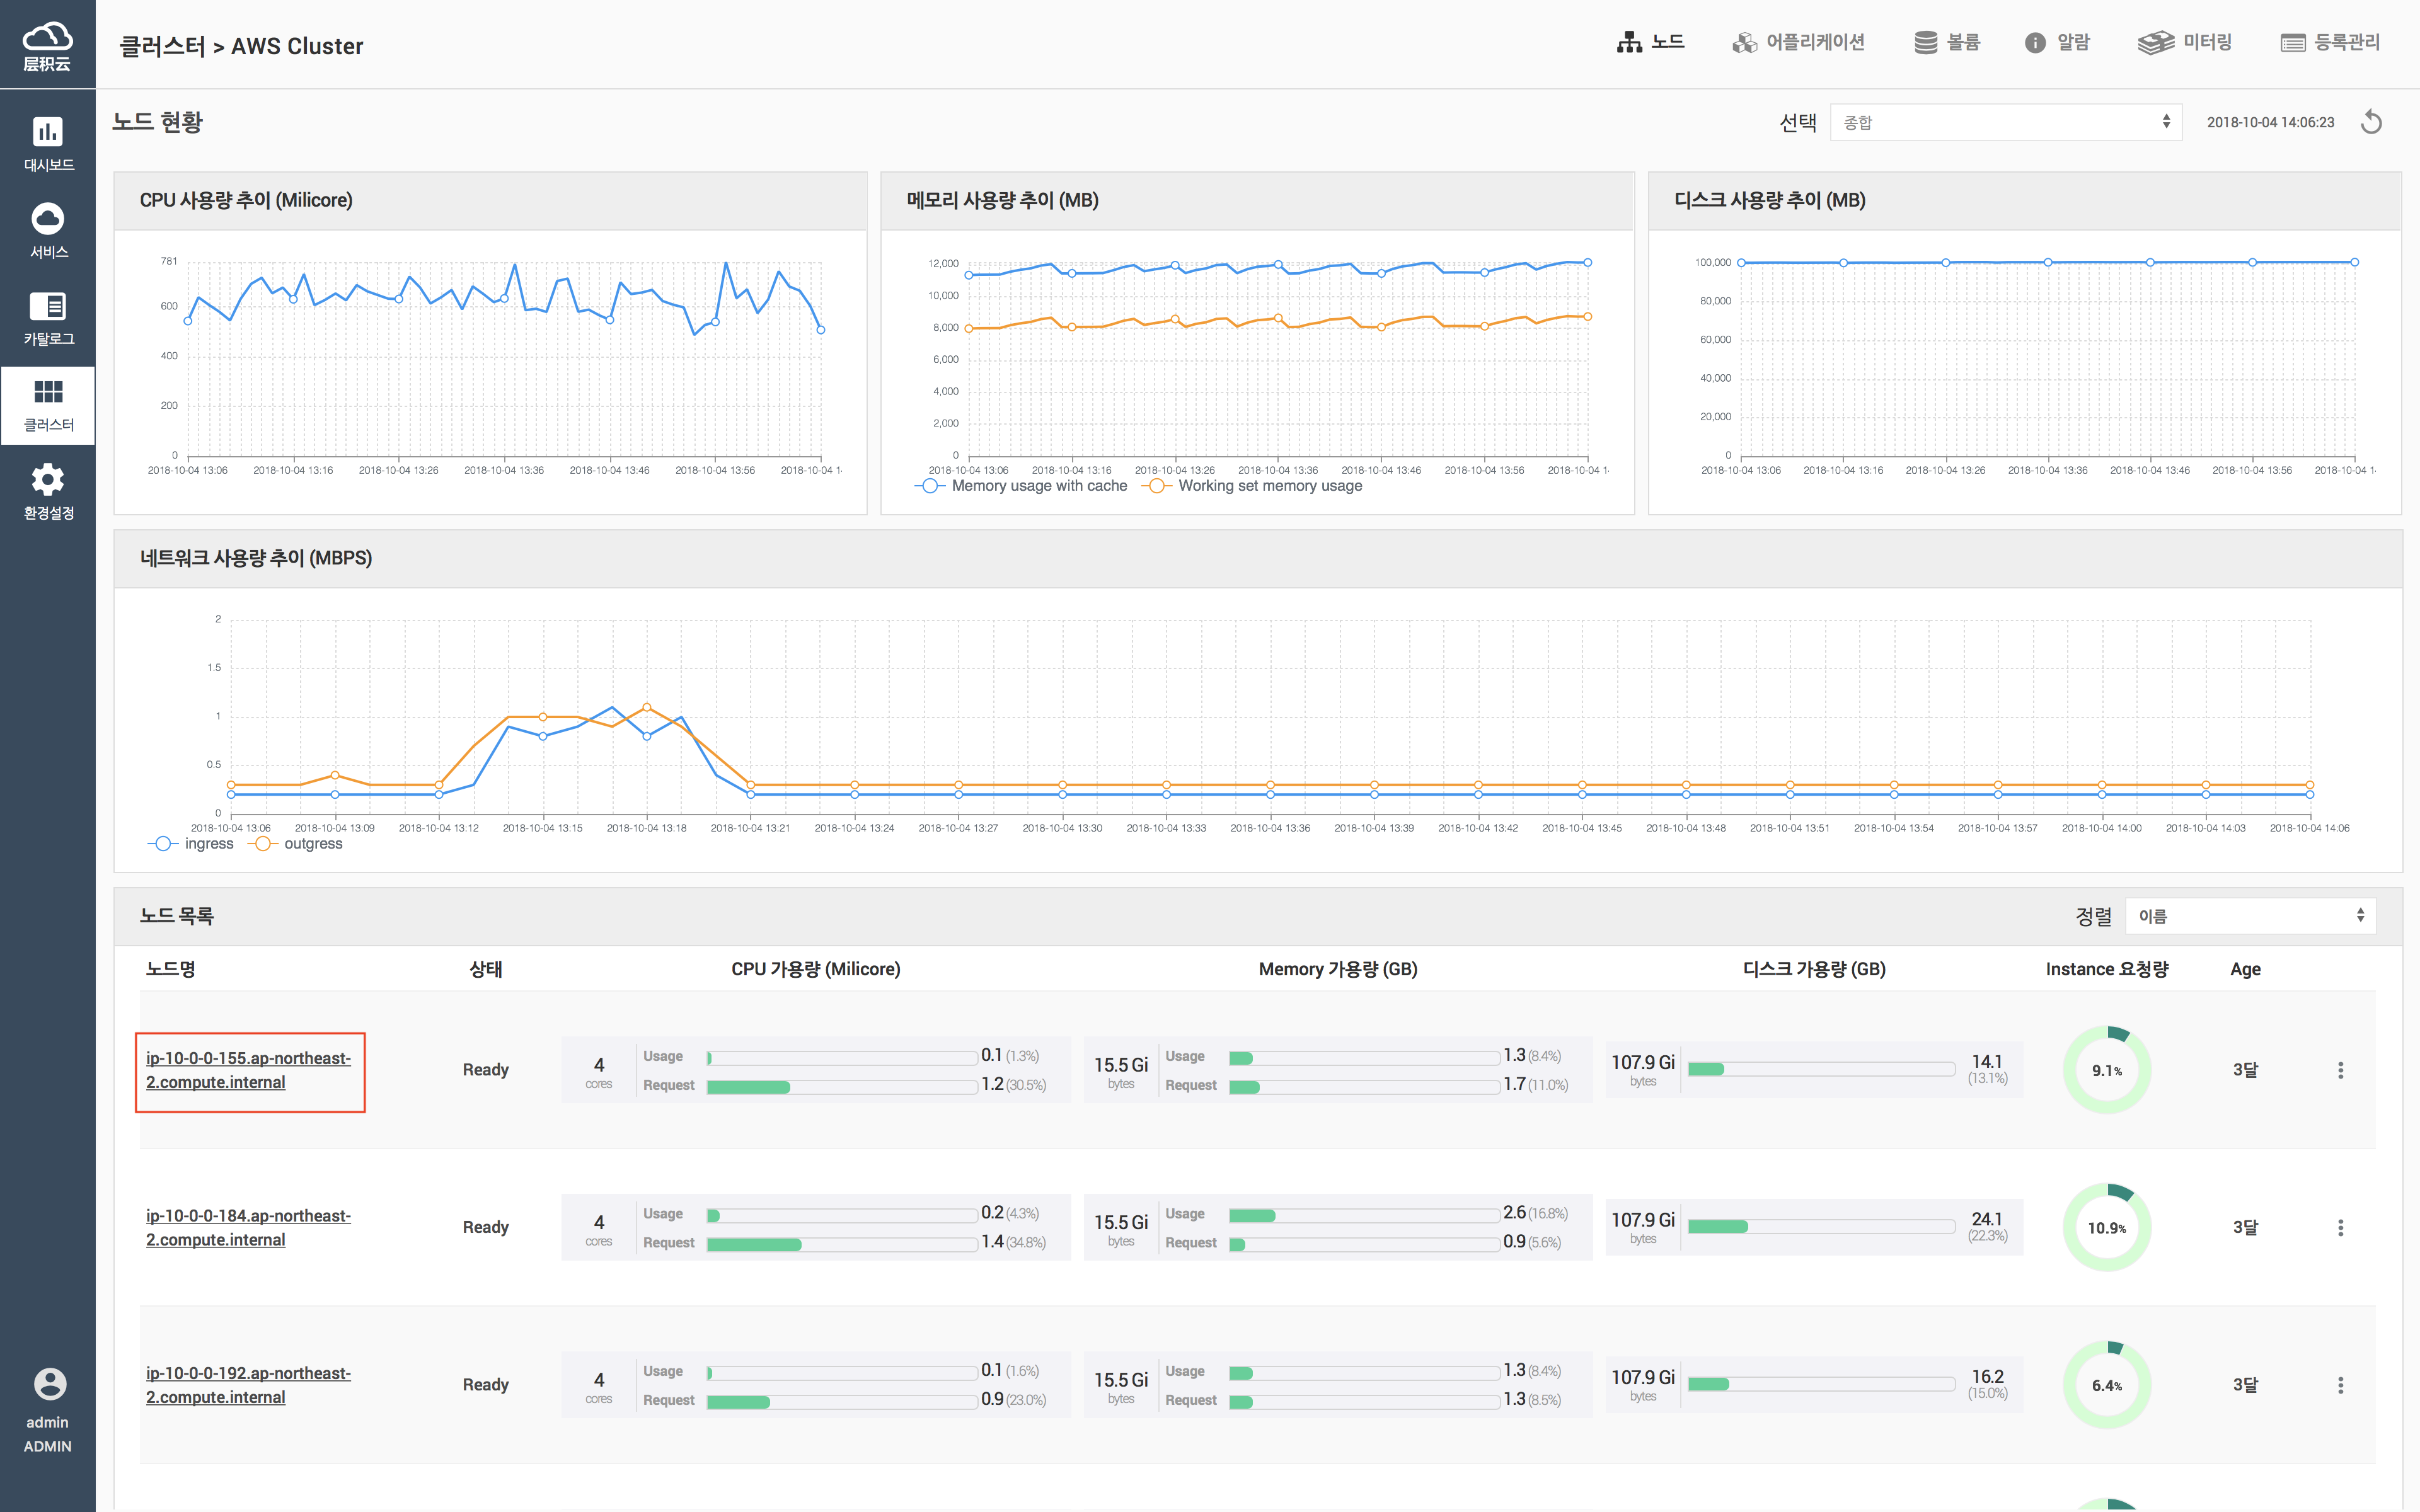 层积云
클러스터 > AWS Cluster
노드
어플리케이션
볼륨
알람
미터링
등록관리
대시보드
서비스
카탈로그
클러스터
환경설정
admin
ADMIN
노드 현황
선택
종합
2018-10-04 14:06:23
CPU 사용량 추이 (Milicore)
781
600
400
200
0
2018-10-04 13:06
2018-10-04 13:16
2018-10-04 13:26
2018-10-04 13:36
2018-10-04 13:46
2018-10-04 13:56
2018-10-04 1
메모리 사용량 추이 (MB)
12,000
10,000
8,000
6,000
4,000
2,000
0
2018-10-04 13:06
2018-10-04 13:16
2018-10-04 13:26
2018-10-04 13:36
2018-10-04 13:46
2018-10-04 13:56
2018-10-04 1
Memory usage with cache
Working set memory usage
디스크 사용량 추이 (MB)
100,000
80,000
60,000
40,000
20,000
0
2018-10-04 13:06
2018-10-04 13:16
2018-10-04 13:26
2018-10-04 13:36
2018-10-04 13:46
2018-10-04 13:56
2018-10-04 1
네트워크 사용량 추이 (MBPS)
2
1.5
1
0.5
0
2018-10-04 13:06
2018-10-04 13:09
2018-10-04 13:12
2018-10-04 13:15
2018-10-04 13:18
2018-10-04 13:21
2018-10-04 13:24
2018-10-04 13:27
2018-10-04 13:30
2018-10-04 13:33
2018-10-04 13:36
2018-10-04 13:39
2018-10-04 13:42
2018-10-04 13:45
2018-10-04 13:48
2018-10-04 13:51
2018-10-04 13:54
2018-10-04 13:57
2018-10-04 14:00
2018-10-04 14:03
2018-10-04 14:06
ingress
outgress
노드 목록
정렬
이름
노드명
상태
CPU 가용량 (Milicore)
Memory 가용량 (GB)
디스크 가용량 (GB)
Instance 요청량
Age
ip-10-0-0-155.ap-northeast-
2.compute.internal
Ready
4
cores
Usage
0.1 (1.3%)
Request
1.2 (30.5%)
15.5 Gi
bytes
Usage
1.3 (8.4%)
Request
1.7 (11.0%)
107.9 Gi
bytes
14.1
(13.1%)
9.1%
3달
ip-10-0-0-184.ap-northeast-
2.compute.internal
Ready
4
cores
Usage
0.2 (4.3%)
Request
1.4 (34.8%)
15.5 Gi
bytes
Usage
2.6 (16.8%)
Request
0.9 (5.6%)
107.9 Gi
bytes
24.1
(22.3%)
10.9%
3달
ip-10-0-0-192.ap-northeast-
2.compute.internal
Ready
4
cores
Usage
0.1 (1.6%)
Request
0.9 (23.0%)
15.5 Gi
bytes
Usage
1.3 (8.4%)
Request
1.3 (8.5%)
107.9 Gi
bytes
16.2
(15.0%)
6.4%
3달